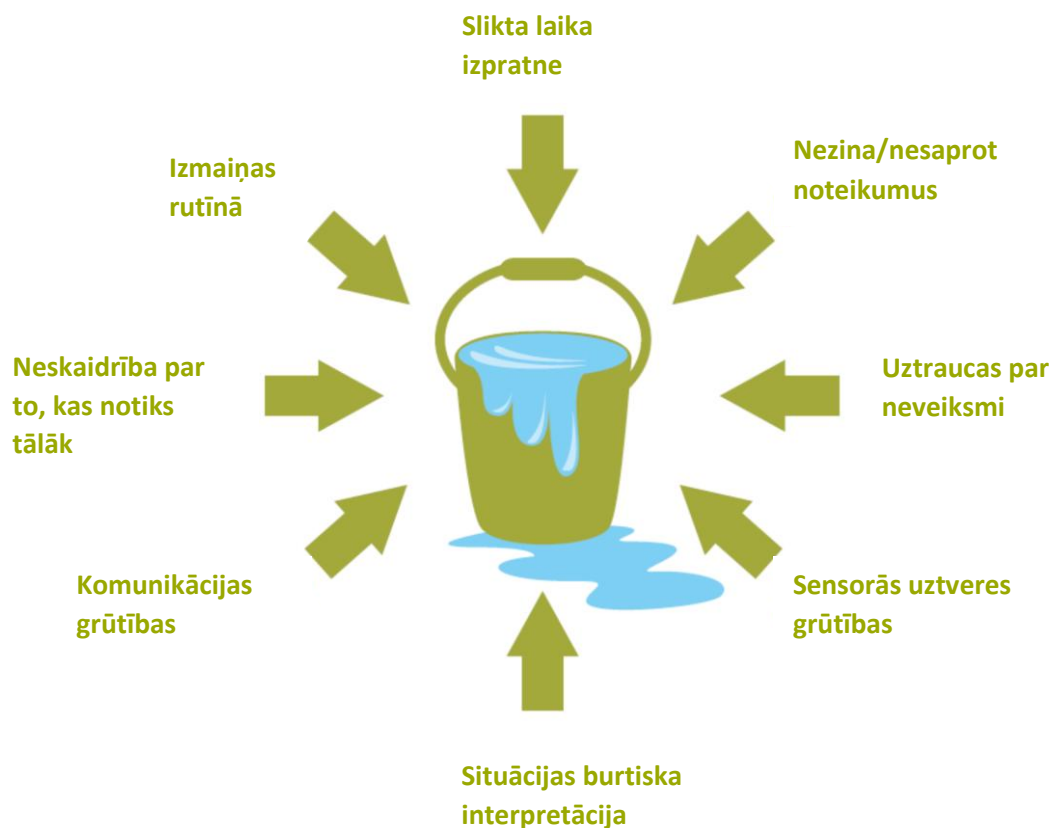 Slikta laika
izpratne
Izmaiņas
rutīnā
Nezina/nesaprot
noteikumus
Neskaidrība par
to, kas notiks
tālāk
Uztraucas par
neveiksmi
Komunikācijas
grūtības
Sensorās uztveres
grūtības
Situācijas burtiska
interpretācija